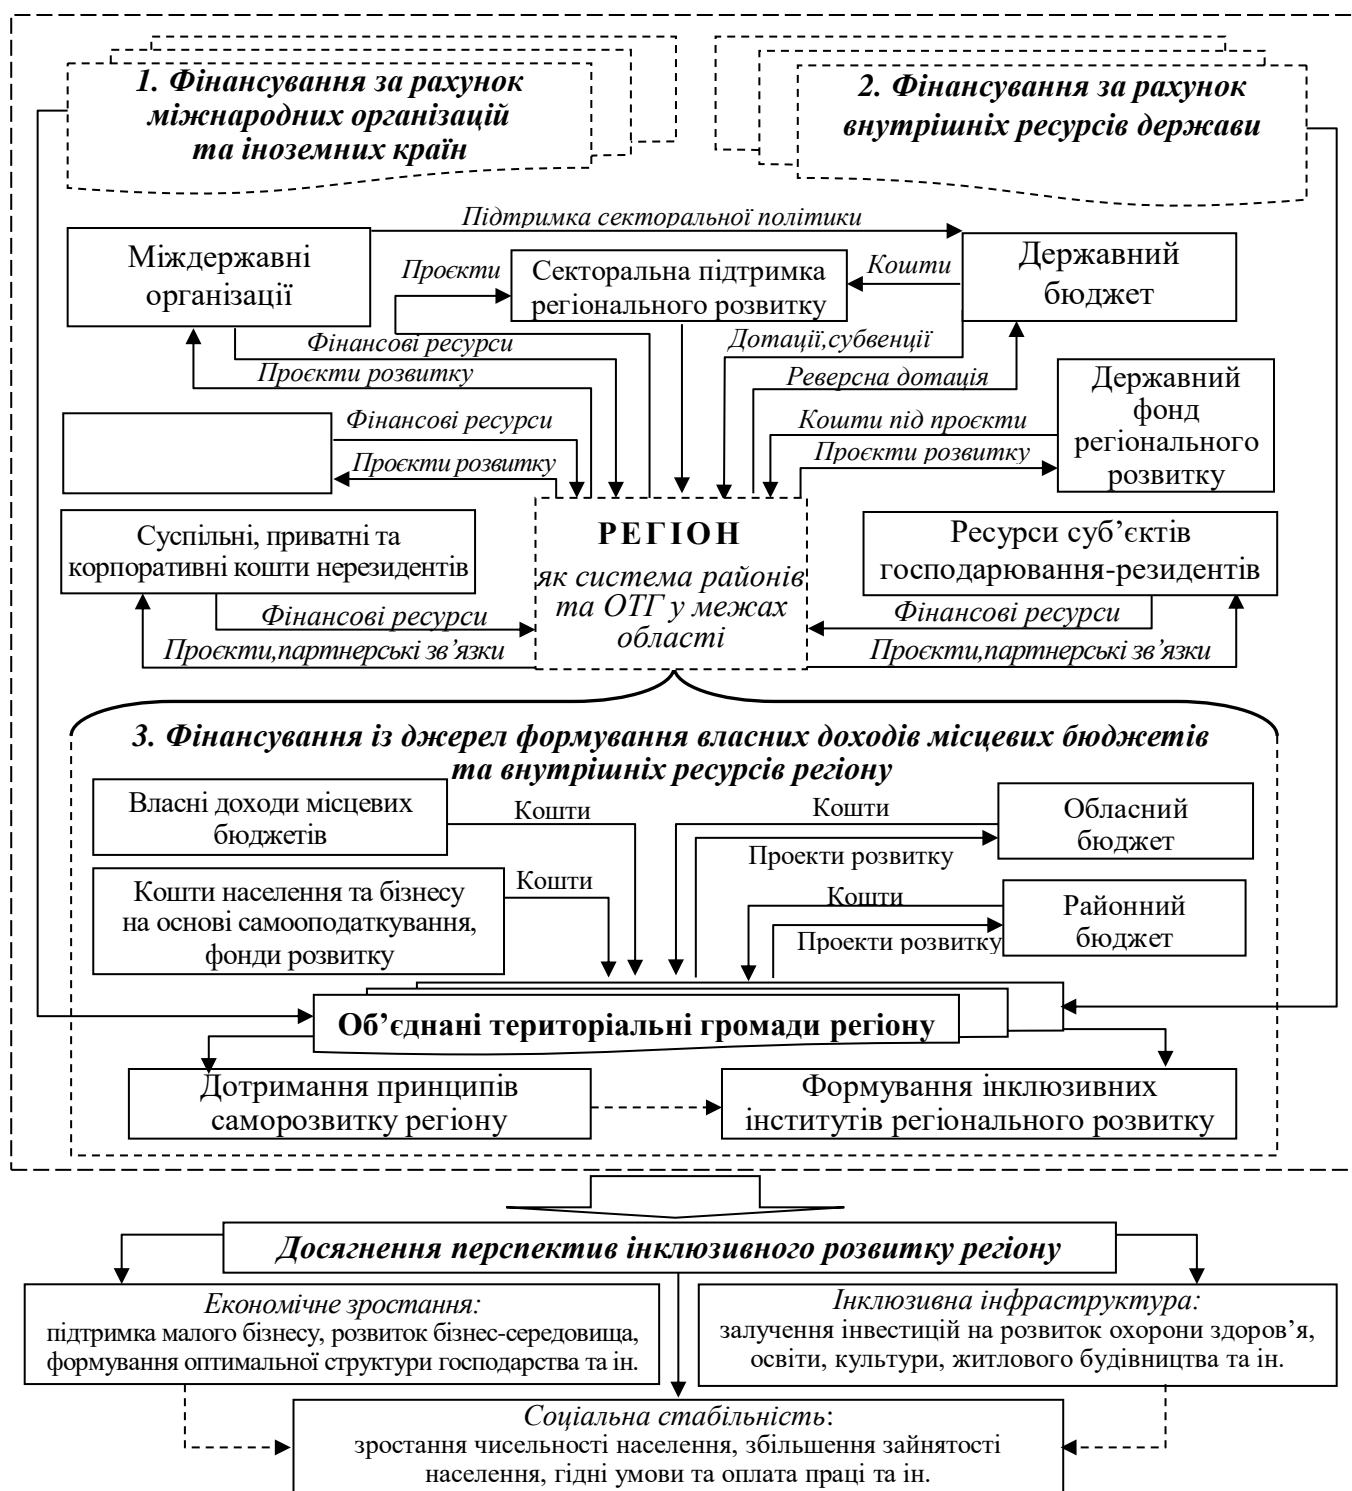 1. Фінансування за рахунок
міжнародних організацій
та іноземних країн
2. Фінансування за рахунок
внутрішніх ресурсів держави
Підтримка секторальної політики
Міждержавні
організації
Проєкти
Секторальна підтримка
регіонального розвитку
Кошти
Державний
бюджет
Фінансові ресурси
Проєкти розвитку
Дотації,субвенції
Реверсна дотація
Державний
фонд
регіонального
розвитку
Фінансові ресурси
Проєкти розвитку
Кошти під проєкти
Проєкти розвитку
Суспільні, приватні та
корпоративні кошти нерезидентів
РЕГІОН
як система районів
та ОТГ у межах
області
Ресурси суб’єктів
господарювання-резидентів
Фінансові ресурси
Проєкти,партнерські зв’язки
Фінансові ресурси
Проєкти,партнерські зв’язки
3. Фінансування із джерел формування власних доходів місцевих бюджетів
та внутрішніх ресурсів регіону
Власні доходи місцевих
бюджетів
Кошти
Кошти
Проекти розвитку
Обласний
бюджет
Кошти населення та бізнесу
на основі самооподаткування,
фонди розвитку
Кошти
Кошти
Проекти розвитку
Районний
бюджет
Об’єднані територіальні громади регіону
Дотримання принципів
саморозвитку регіону
Формування інклюзивних
інститутів регіонального розвитку
Досягнення перспектив інклюзивного розвитку регіону
Економічне зростання:
підтримка малого бізнесу, розвиток бізнес-середовища,
формування оптимальної структури господарства та ін.
Інклюзивна інфраструктура:
залучення інвестицій на розвиток охорони здоров’я,
освіти, культури, житлового будівництва та ін.
Соціальна стабільність:
зростання чисельності населення, збільшення зайнятості
населення, гідні умови та оплата праці та ін.